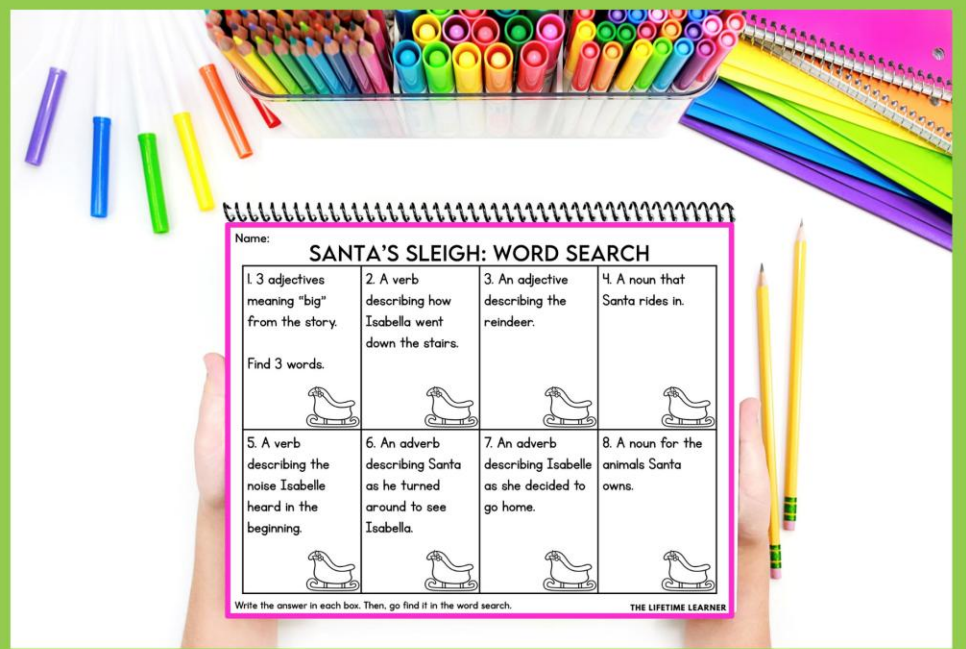 Name:
SANTA'S SLEIGH: WORD SEARCH
1. 3 adjectives
meaning "big"
from the story.
Find 3 words.
2. A verb
describing how
Isabella went
down the stairs.
3. An adjective
describing the
reindeer.
4. A noun that
Santa rides in.
5. A verb
describing the
noise Isabelle
heard in the
beginning.
6. An adverb
describing Santa
as he turned
around to see
Isabella.
7. An adverb
describing Isabelle
as she decided to
go home.
8. A noun for the
animals Santa
owns.
Write the answer in each box. Then, go find it in the word search.
THE LIFETIME LEARNER